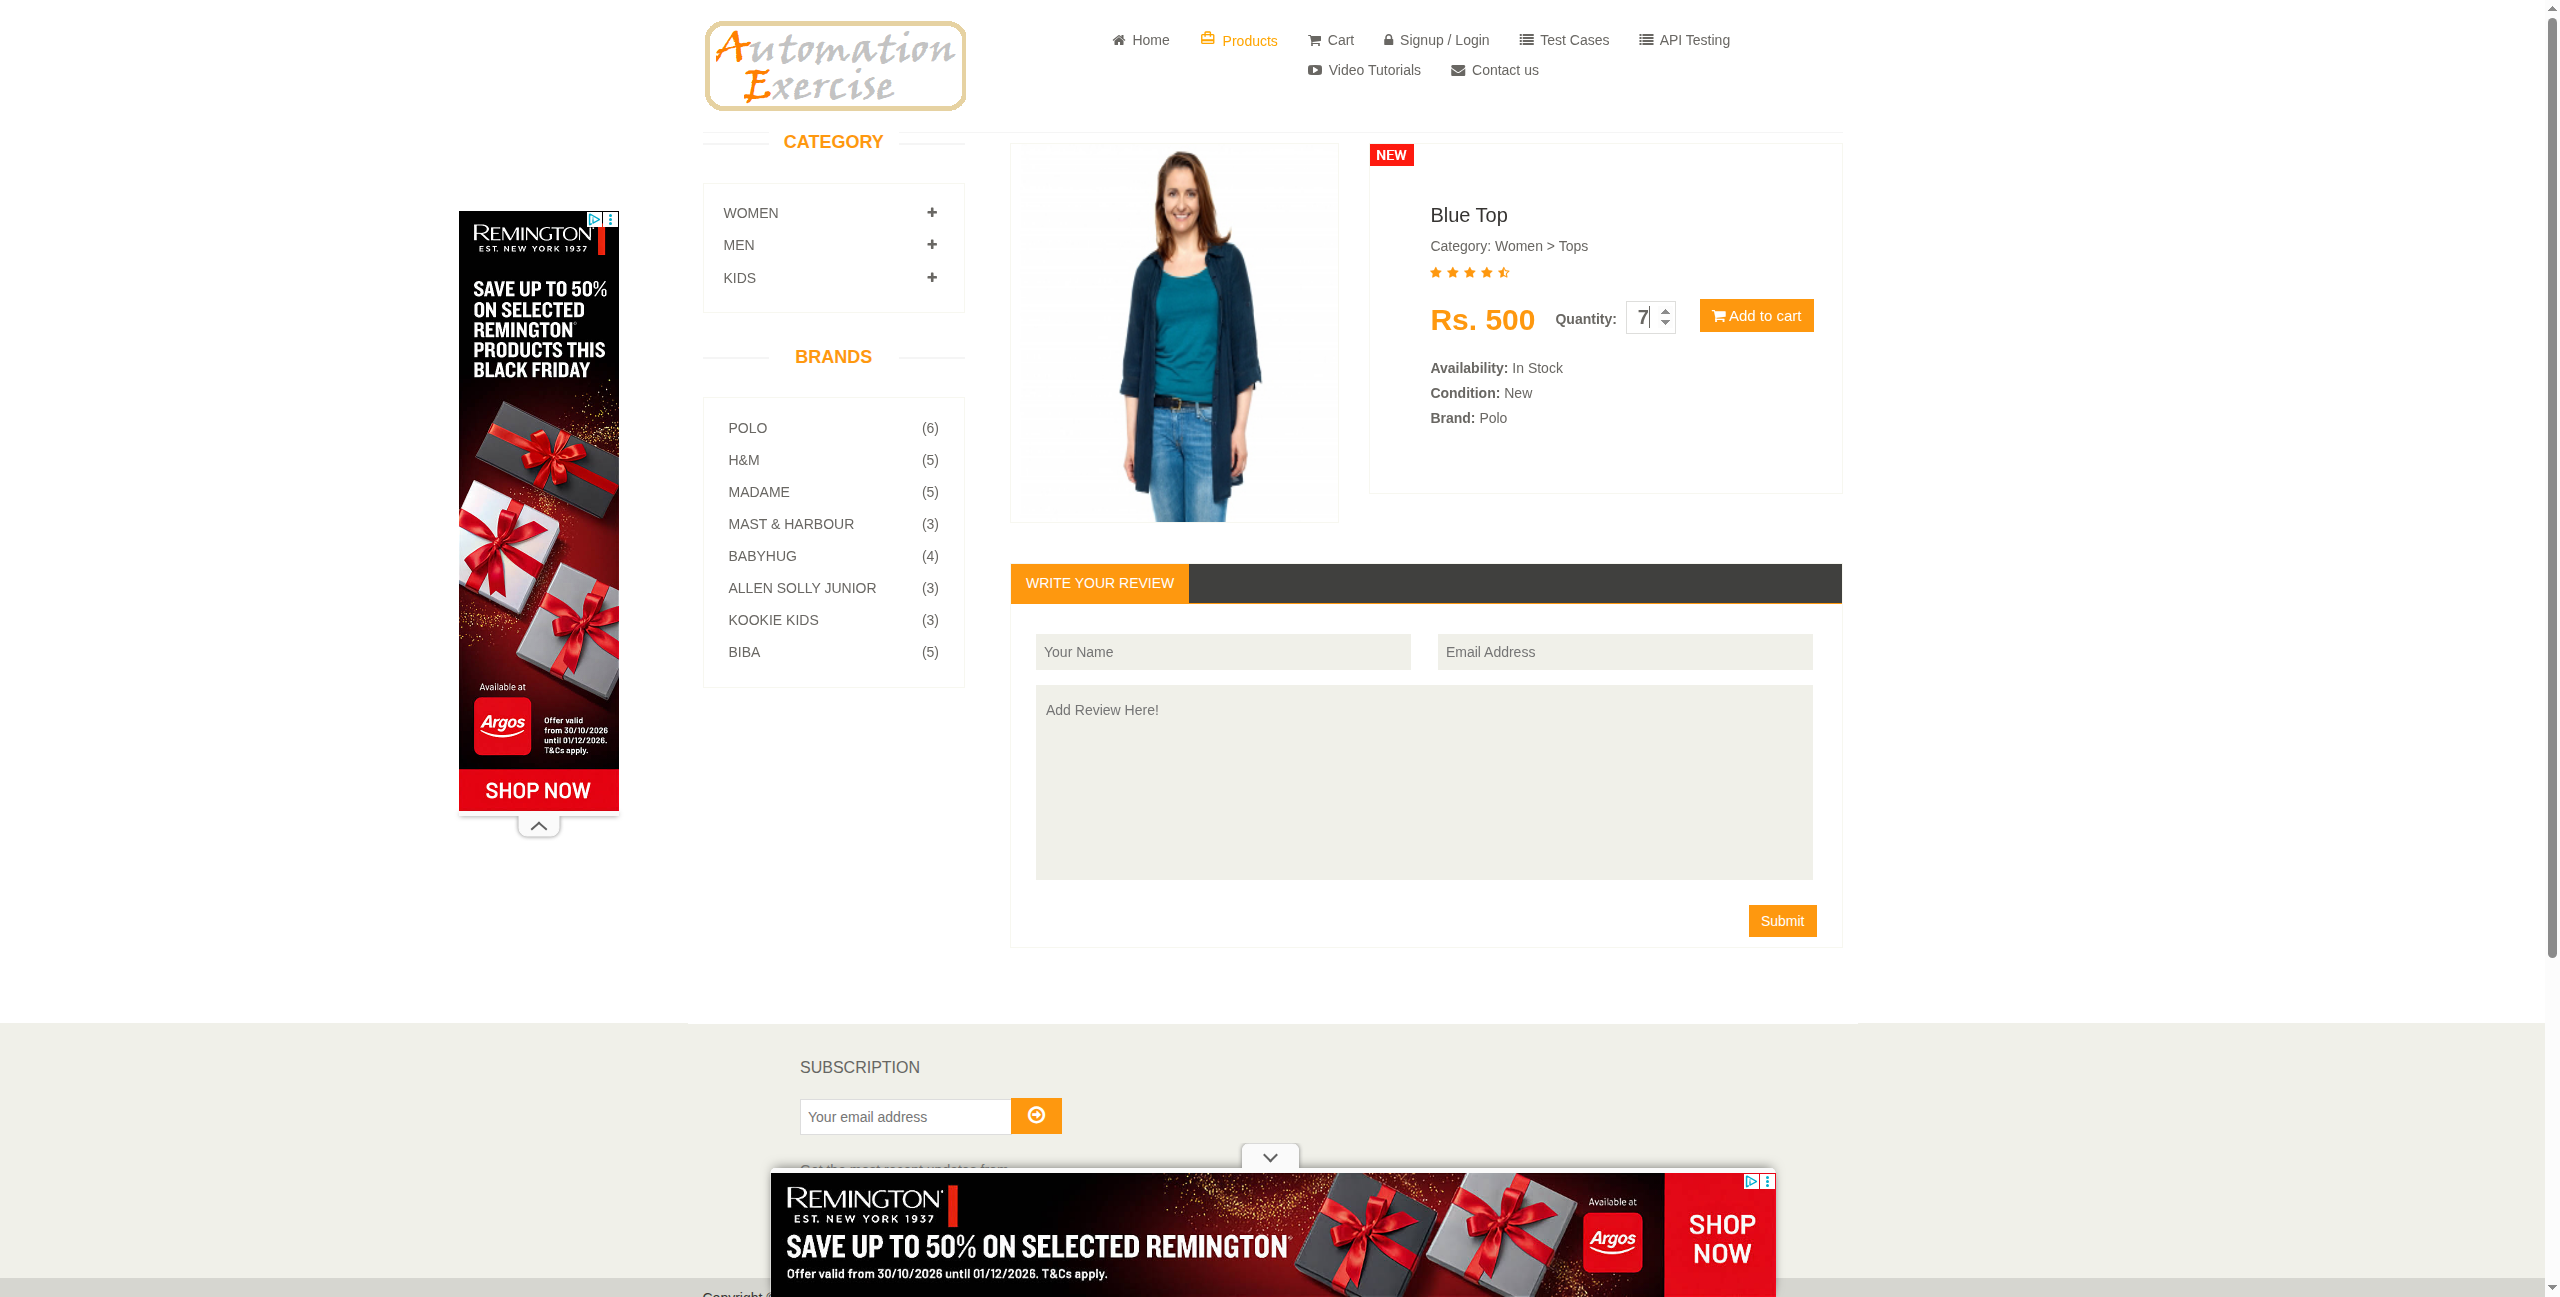 Automation
Exercise
Home
Products
Cart
Signup / Login
Test Cases
API Testing
Video Tutorials
Contact us
CATEGORY
WOMEN
MEN
KIDS
BRANDS
POLO (6)
H&M (5)
MADAME (5)
MAST & HARBOUR (3)
BABYHUG (4)
ALLEN SOLLY JUNIOR (3)
KOOKIE KIDS (3)
BIBA (5)
REMINGTON
EST. NEW YORK 1937
SAVE UP TO 50%
ON SELECTED
REMINGTON®
PRODUCTS THIS
BLACK FRIDAY
Available at
Argos
Offer valid
from 30/10/2026
until 01/12/2026.
T&Cs apply.
SHOP NOW
NEW
Blue Top
Category: Women > Tops
Rs. 500 Quantity: 7 Add to cart
Availability: In Stock
Condition: New
Brand: Polo
WRITE YOUR REVIEW
Your Name
Email Address
Add Review Here!
Submit
SUBSCRIPTION
Your email address
Get the most recent updates from
REMINGTON
EST. NEW YORK 1937
SAVE UP TO 50% ON SELECTED REMINGTON®
Offer valid from 30/10/2026 until 01/12/2026. T&Cs apply.
Available at
Argos
SHOP
NOW
Copyright ©